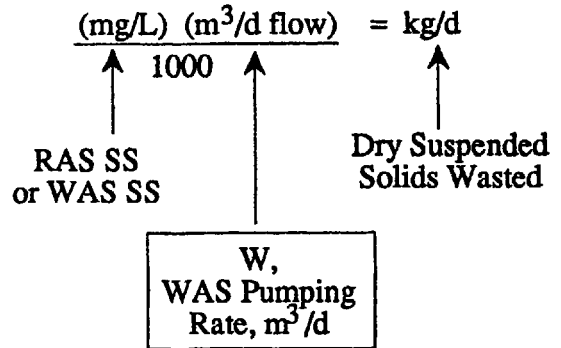 (mg/L) (m³/d flow) = kg/d
1000
RAS SS
or WAS SS
Dry Suspended
Solids Wasted
W,
WAS Pumping
Rate, m³/d